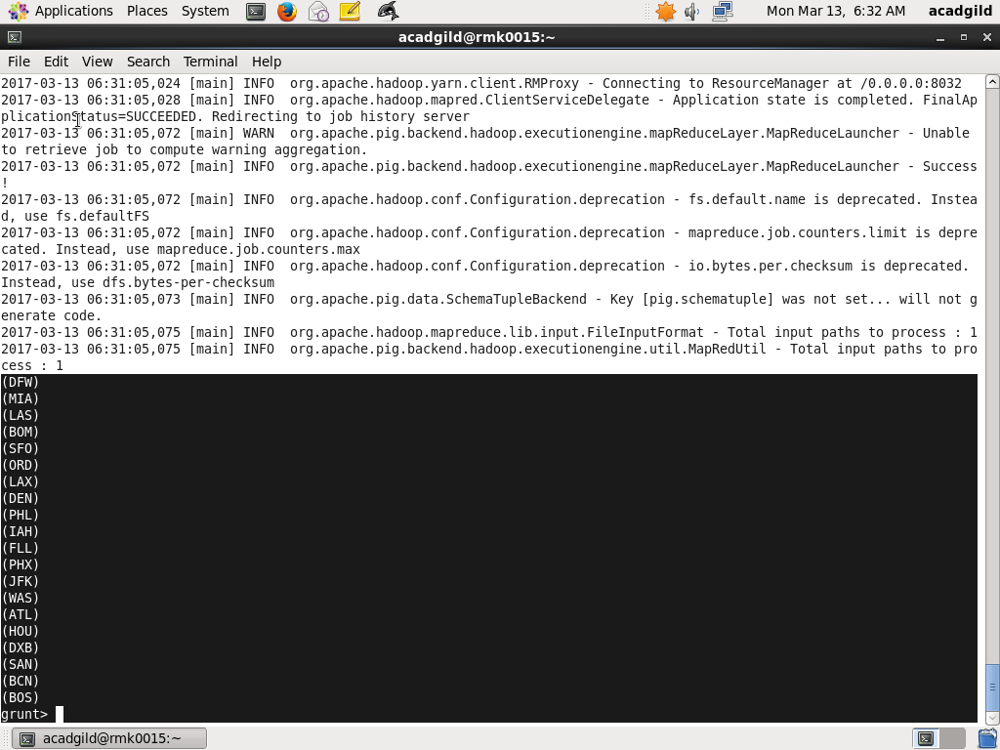 Applications Places System Mon Mar 13, 6:32 AM acadgild
acadgild@rmk0015:~
File Edit View Search Terminal Help
2017-03-13 06:31:05,024 [main] INFO  org.apache.hadoop.yarn.client.RMProxy - Connecting to ResourceManager at /0.0.0.0:8032
2017-03-13 06:31:05,028 [main] INFO  org.apache.hadoop.mapred.ClientServiceDelegate - Application state is completed. FinalAp
plicationStatus=SUCCEEDED. Redirecting to job history server
2017-03-13 06:31:05,072 [main] WARN  org.apache.pig.backend.hadoop.executionengine.mapReduceLayer.MapReduceLauncher - Unable
to retrieve job to compute warning aggregation.
2017-03-13 06:31:05,072 [main] INFO  org.apache.pig.backend.hadoop.executionengine.mapReduceLayer.MapReduceLauncher - Success
!
2017-03-13 06:31:05,072 [main] INFO  org.apache.hadoop.conf.Configuration.deprecation - fs.default.name is deprecated. Instea
d, use fs.defaultFS
2017-03-13 06:31:05,072 [main] INFO  org.apache.hadoop.conf.Configuration.deprecation - mapreduce.job.counters.limit is depre
cated. Instead, use mapreduce.job.counters.max
2017-03-13 06:31:05,072 [main] INFO  org.apache.hadoop.conf.Configuration.deprecation - io.bytes.per.checksum is deprecated.
Instead, use dfs.bytes-per-checksum
2017-03-13 06:31:05,073 [main] INFO  org.apache.pig.data.SchemaTupleBackend - Key [pig.schematuple] was not set... will not g
enerate code.
2017-03-13 06:31:05,075 [main] INFO  org.apache.hadoop.mapreduce.lib.input.FileInputFormat - Total input paths to process : 1
2017-03-13 06:31:05,075 [main] INFO  org.apache.pig.backend.hadoop.executionengine.util.MapRedUtil - Total input paths to pro
cess : 1
(DFW)
(MIA)
(LAS)
(BOM)
(SFO)
(ORD)
(LAX)
(DEN)
(PHL)
(IAH)
(FLL)
(PHX)
(JFK)
(WAS)
(ATL)
(HOU)
(DXB)
(SAN)
(BCN)
(BOS)
grunt>
acadgild@rmk0015:~